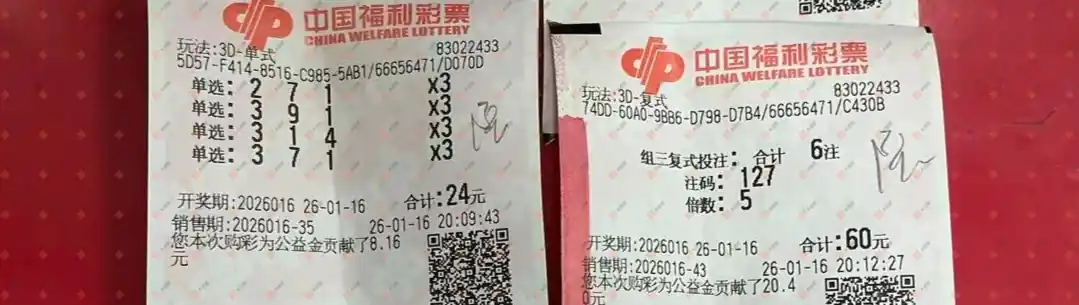 中国福利彩票
CHINA WELFARE LOTTERY
玩法:3D-单式 83022433
5D57-F414-8516-C985-5AB1/66656471/D070D
单选: 2 7 1 X3
单选: 3 9 1 X3
单选: 3 1 4 X3
单选: 3 7 1 X3
开奖期:2026016 26-01-16 合计:24元
销售期:2026016-35 26-01-16 20:09:43
您本次购彩为公益金贡献了8.16
元
中国福利彩票
CHINA WELFARE LOTTERY
玩法:3D-复式 83022433
74DD-60A0-9BB6-D798-D7B4/66656471/C430B
组三复式投注: 合计 6注
注码: 127
倍数: 5
开奖期:2026016 26-01-16 合计:60元
销售期:2026016-43 26-01-16 20:12:27
您本次购彩为公益金贡献了20.4
0元